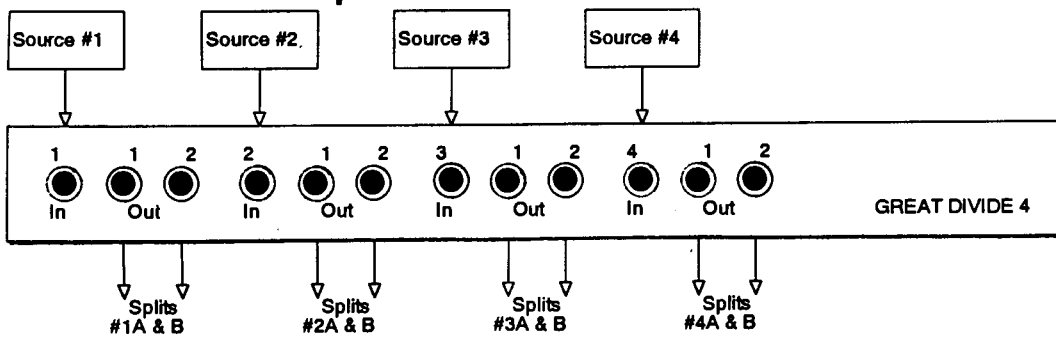 Source #1 Source #2 Source #3 Source #4
1 1 2 2 1 2 3 1 2 4 1 2
In Out In Out In Out In Out
GREAT DIVIDE 4
Splits Splits Splits Splits
#1A & B #2A & B #3A & B #4A & B